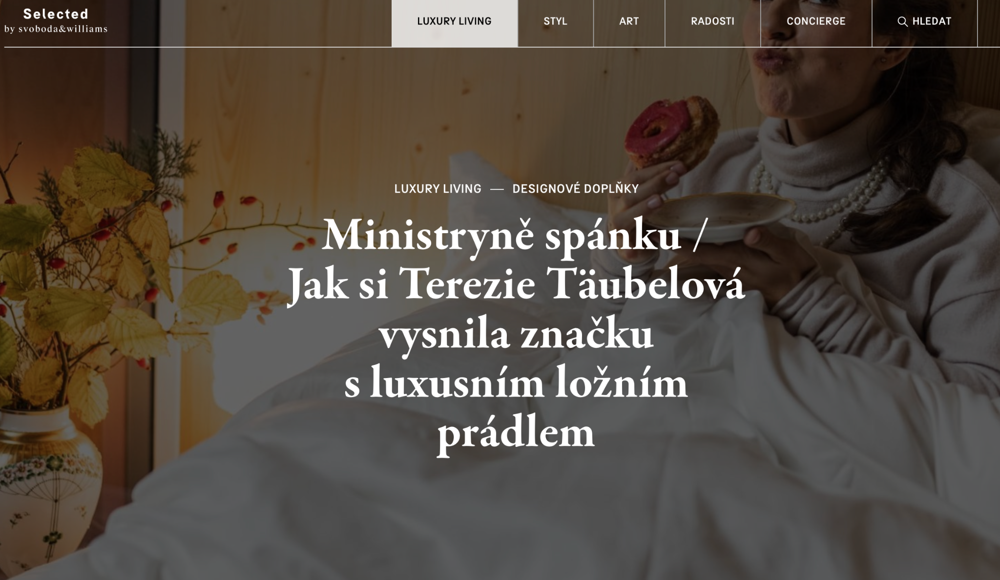 Selected
by svoboda&williams
LUXURY LIVING
STYL
ART
RADOSTI
CONCIERGE
HLEDAT
LUXURY LIVING — DESIGNOVÉ DOPLŇKY
Ministryně spánku /
Jak si Terezie Täubelová
vysnila značku
s luxusním ložním
prádlem